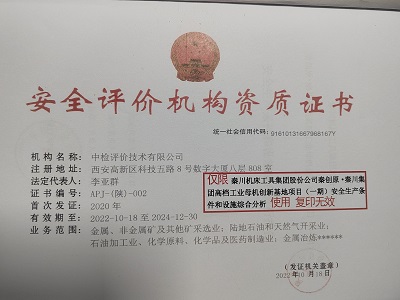 安全评价机构资质证书
统一社会信用代码：91610131667968167Y
机构名称：中检评价技术有限公司
注册地址：西安高新区科技五路8号数字大厦八层808室
法定代表人：李亚群
证书编号：APJ-(陕)-002
首次发证：2020年
有效期：2022-10-18 至 2024-12-30
业务范围：金属、非金属矿及其他矿采选业；陆地石油和天然气开采业；
石油加工业、化学原料、化学品及医药制造业；金属冶炼******
仅限 秦川机床工具集团股份公司秦创原·秦川集
团高档工业母机创新基地项目（一期）安全生产条
件和设施综合分析 使用 复印无效
（发证机关盖章）
2022年10月18日